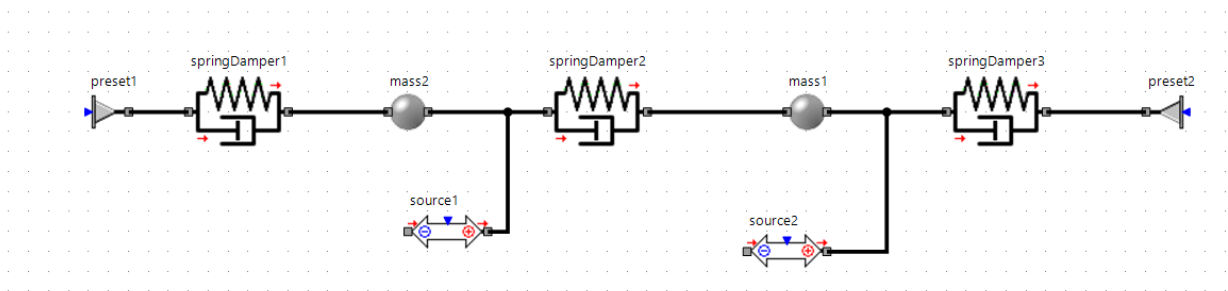 springDamper1
springDamper2
springDamper3
preset1
mass2
mass1
preset2
source1
source2